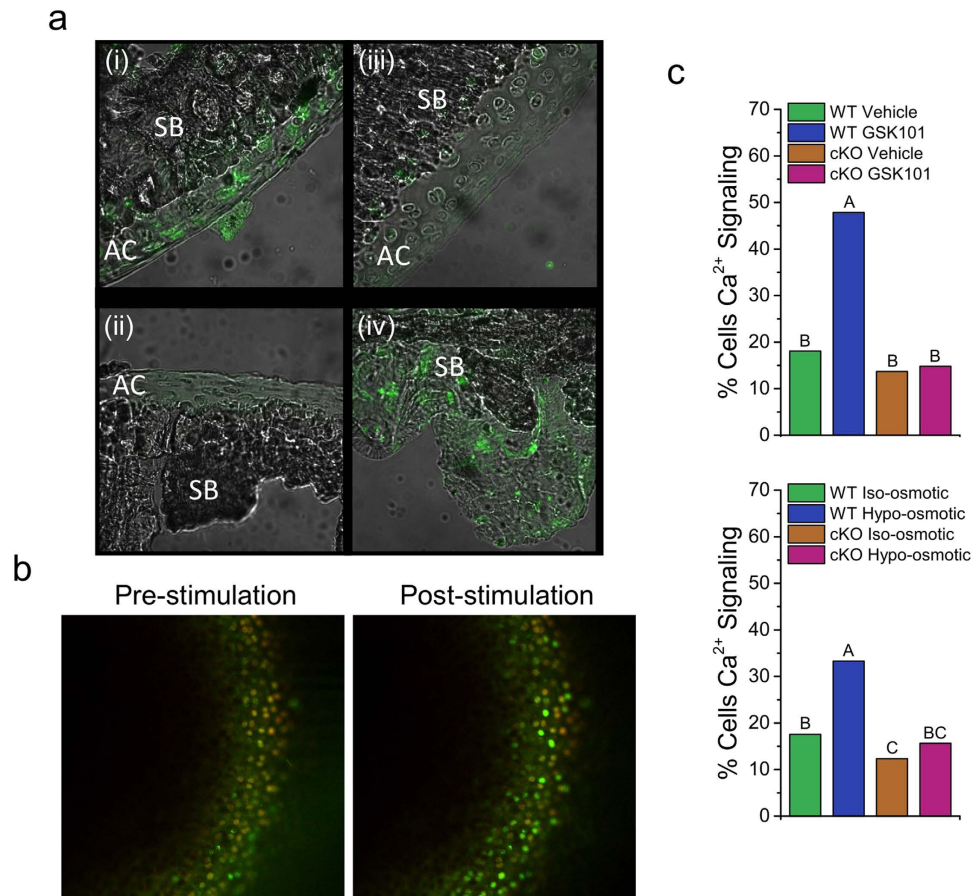 a
(i)
SB
AC
(iii)
SB
AC
(ii)
AC
SB
(iv)
SB
b
Pre-stimulation
Post-stimulation
c
% Cells Ca²⁺ Signaling
70
60
50
40
30
20
10
0
WT Vehicle
WT GSK101
cKO Vehicle
cKO GSK101
B
A
B
B
% Cells Ca²⁺ Signaling
70
60
50
40
30
20
10
0
WT Iso-osmotic
WT Hypo-osmotic
cKO Iso-osmotic
cKO Hypo-osmotic
B
A
C
BC